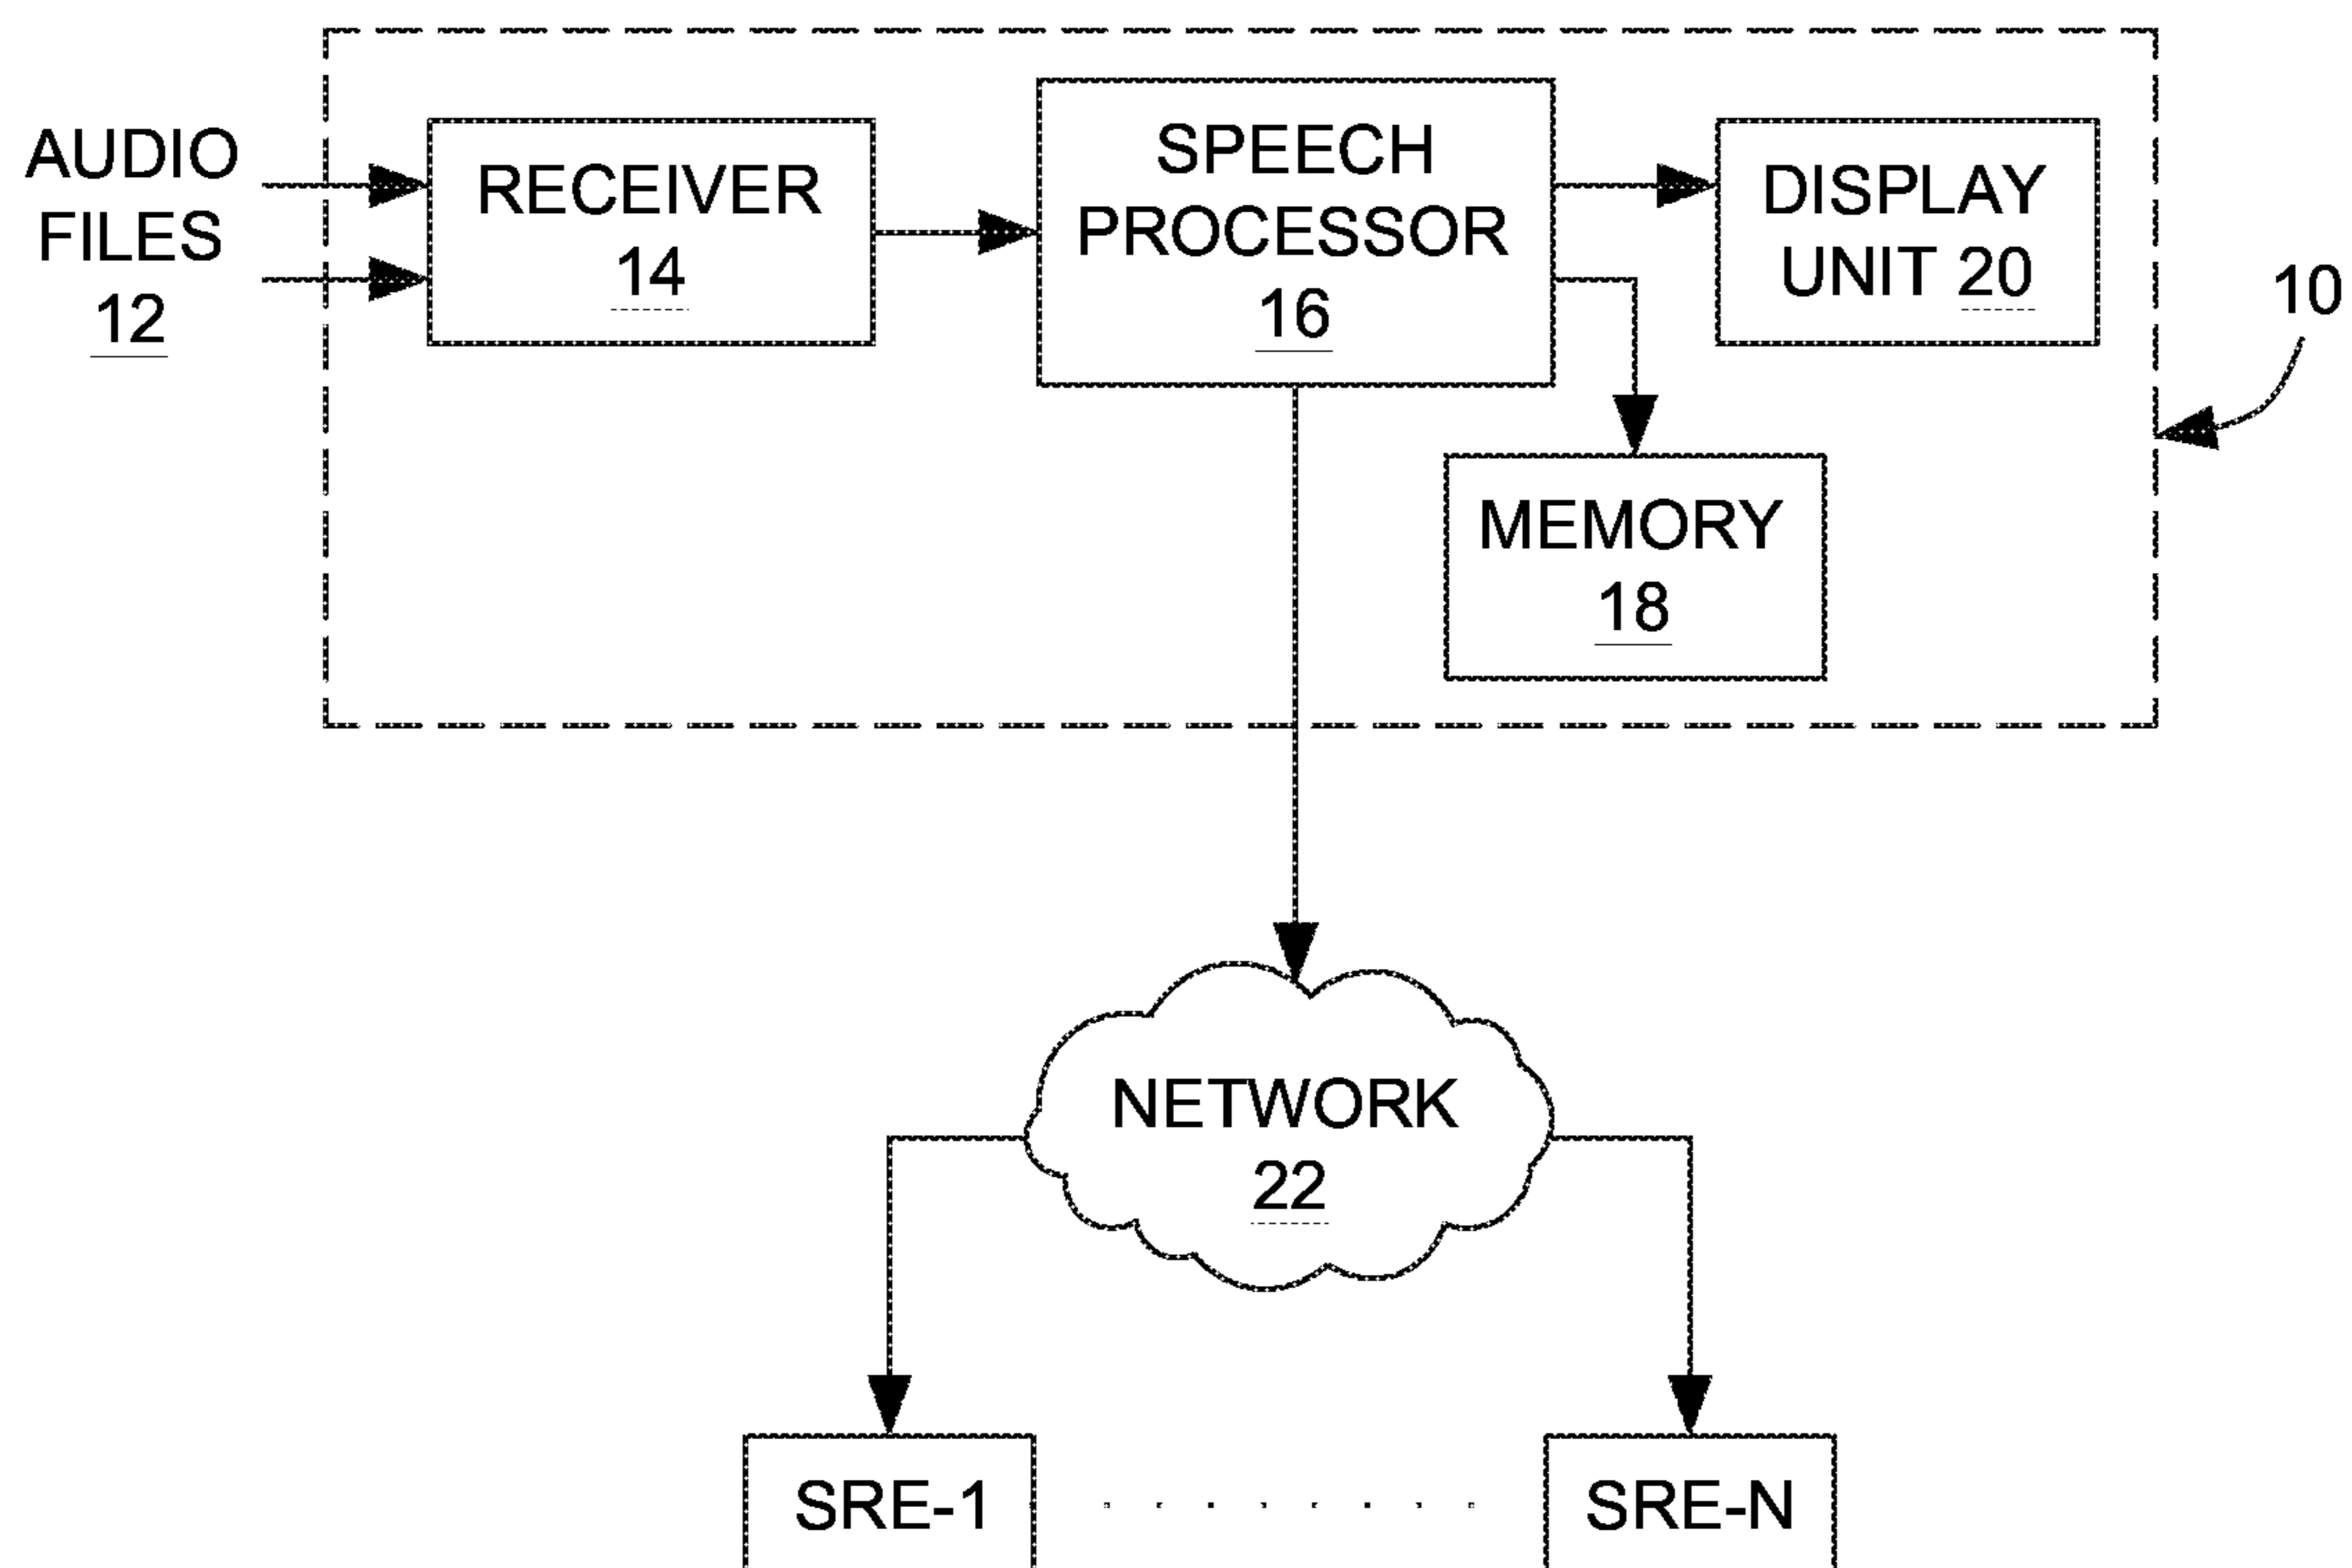 AUDIO
FILES
12
RECEIVER
14
SPEECH
PROCESSOR
16
DISPLAY
UNIT 20
10
MEMORY
18
NETWORK
22
SRE-1
SRE-N